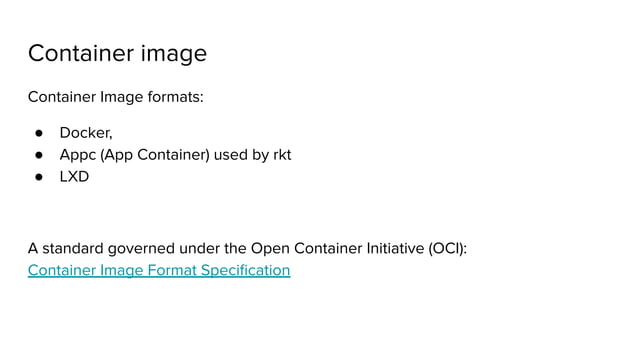 Container image
Container Image formats:
● Docker,
● Appc (App Container) used by rkt
● LXD
A standard governed under the Open Container Initiative (OCI):
Container Image Format Specification